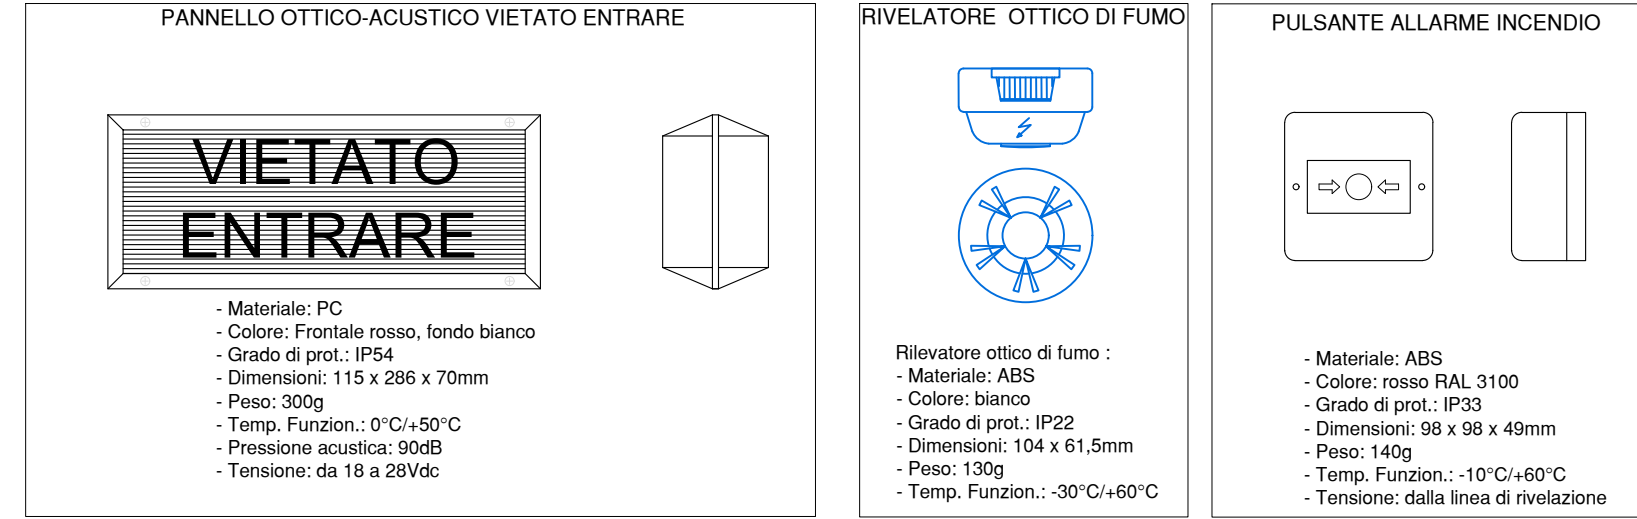 PANNELLO OTTICO-ACUSTICO VIETATO ENTRARE
VIETATO
ENTRARE
- Materiale: PC
- Colore: Frontale rosso, fondo bianco
- Grado di prot.: IP54
- Dimensioni: 115 x 286 x 70mm
- Peso: 300g
- Temp. Funzion.: 0°C/+50°C
- Pressione acustica: 90dB
- Tensione: da 18 a 28Vdc
RIVELATORE OTTICO DI FUMO
Rilevatore ottico di fumo :
- Materiale: ABS
- Colore: bianco
- Grado di prot.: IP22
- Dimensioni: 104 x 61,5mm
- Peso: 130g
- Temp. Funzion.: -30°C/+60°C
PULSANTE ALLARME INCENDIO
- Materiale: ABS
- Colore: rosso RAL 3100
- Grado di prot.: IP33
- Dimensioni: 98 x 98 x 49mm
- Peso: 140g
- Temp. Funzion.: -10°C/+60°C
- Tensione: dalla linea di rivelazione